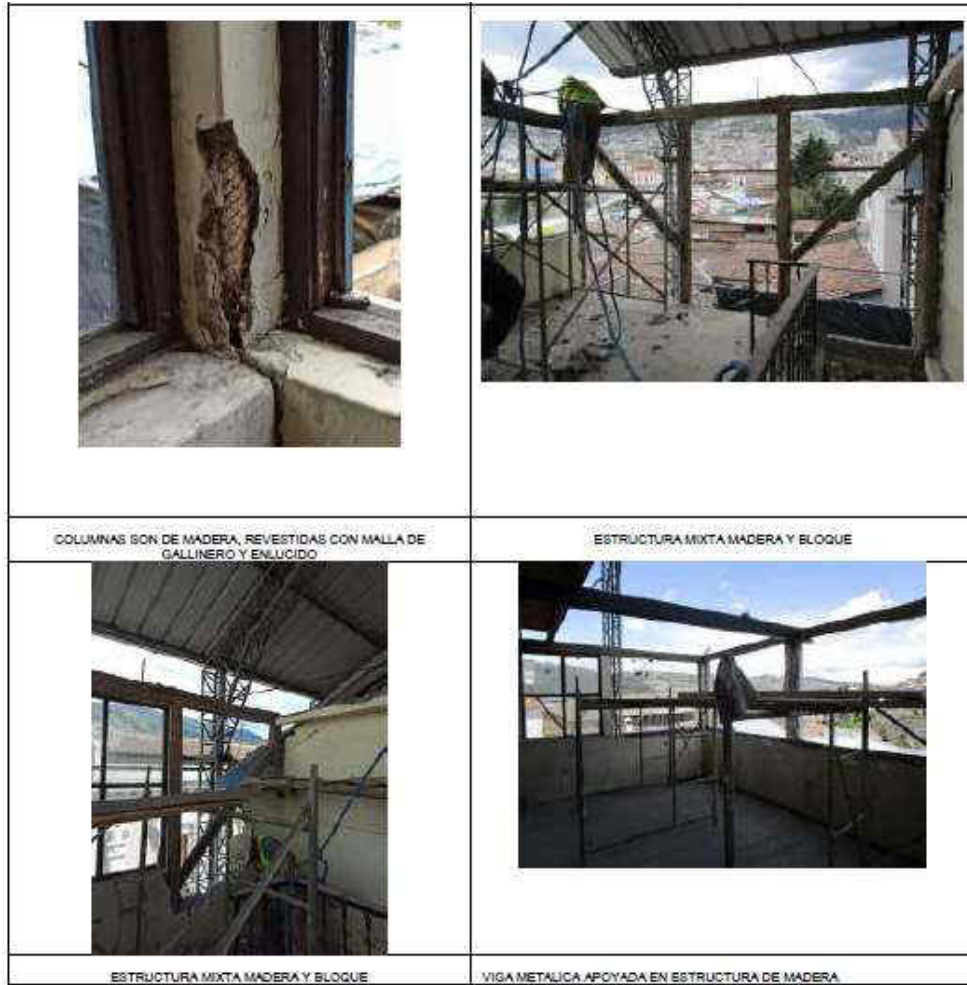 COLUMNAS SON DE MADERA, REVESTIDAS CON MALLA DE
GALLINERO Y ENLUCIDO
ESTRUCTURA MIXTA MADERA Y BLOQUE
ESTRUCTURA MIXTA MADERA Y BLOQUE
VIGA METALICA APOYADA EN ESTRUCTURA DE MADERA